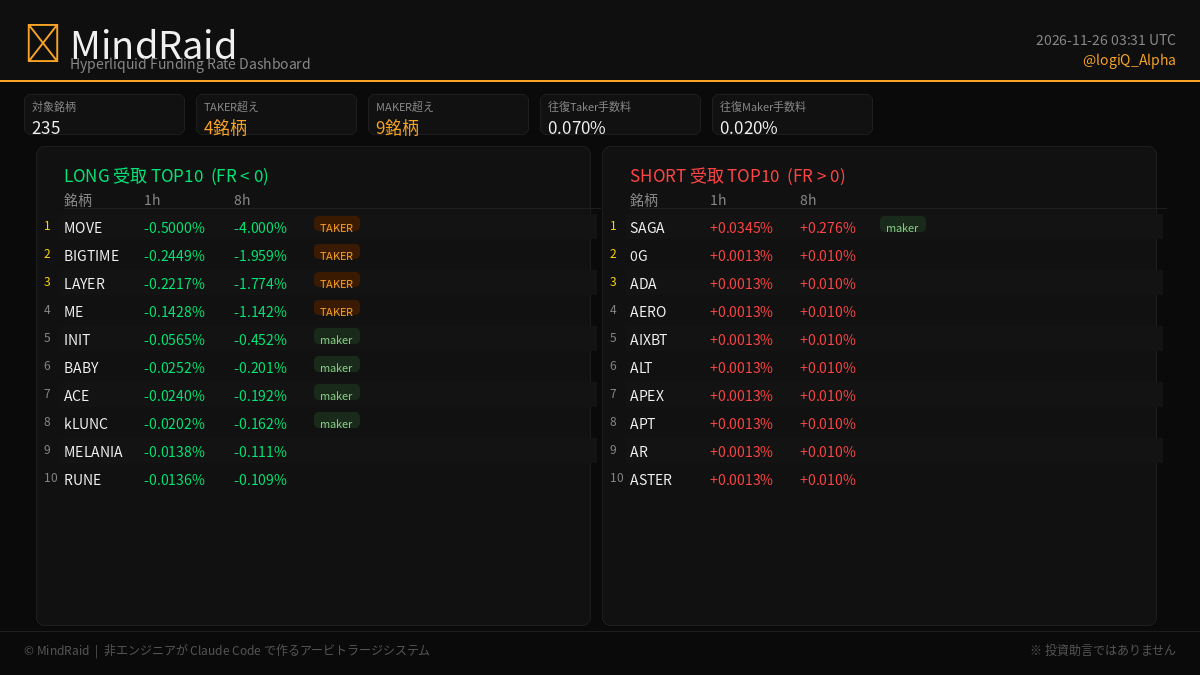 MindRaid
Hyperliquid Funding Rate Dashboard
2026-11-26 03:31 UTC
@logiQ_Alpha
対象銘柄
235
TAKER超え
4銘柄
MAKER超え
9銘柄
往復Taker手数料
0.070%
往復Maker手数料
0.020%
LONG 受取 TOP10 (FR < 0)
銘柄 1h 8h
1 MOVE -0.5000% -4.000% TAKER
2 BIGTIME -0.2449% -1.959% TAKER
3 LAYER -0.2217% -1.774% TAKER
4 ME -0.1428% -1.142% TAKER
5 INIT -0.0565% -0.452% maker
6 BABY -0.0252% -0.201% maker
7 ACE -0.0240% -0.192% maker
8 kLUNC -0.0202% -0.162% maker
9 MELANIA -0.0138% -0.111%
10 RUNE -0.0136% -0.109%
SHORT 受取 TOP10 (FR > 0)
銘柄 1h 8h
1 SAGA +0.0345% +0.276% maker
2 0G +0.0013% +0.010%
3 ADA +0.0013% +0.010%
4 AERO +0.0013% +0.010%
5 AIXBT +0.0013% +0.010%
6 ALT +0.0013% +0.010%
7 APEX +0.0013% +0.010%
8 APT +0.0013% +0.010%
9 AR +0.0013% +0.010%
10 ASTER +0.0013% +0.010%
© MindRaid | 非エンジニアが Claude Code で作るアービトラージシステム
※ 投資助言ではありません